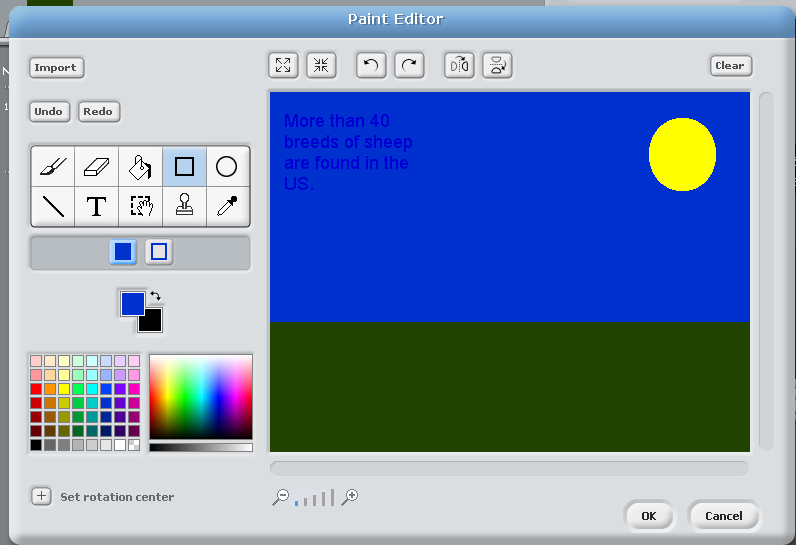 Paint Editor
Import
Clear
Undo
Redo
More than 40
breeds of sheep
are found in the
US.
T
Set rotation center
OK
Cancel